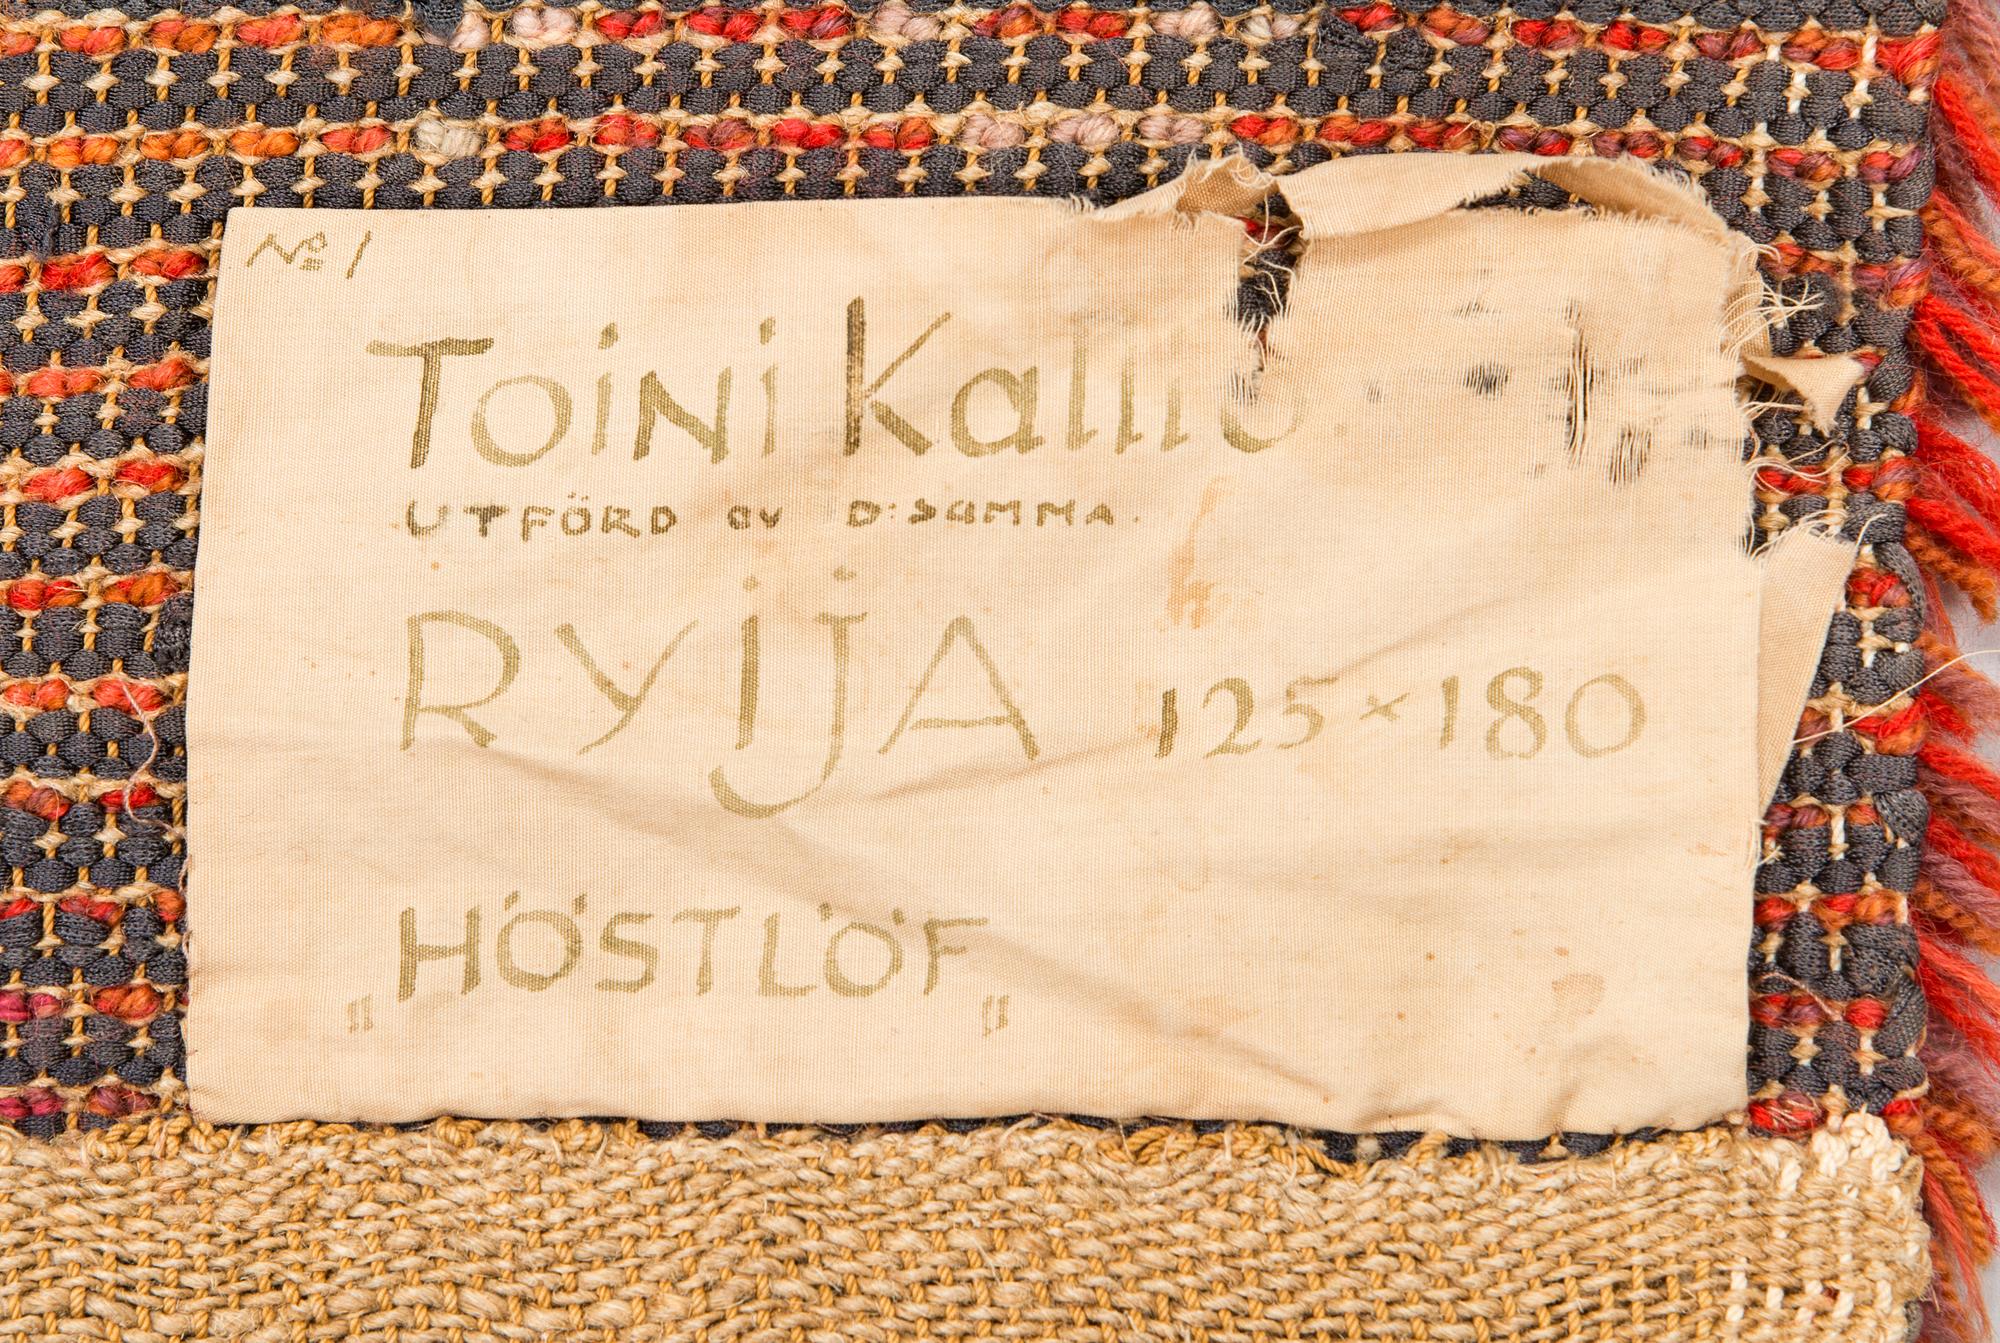 № 1
Toini Kallio.
UTFÖRD av D:SAMMA.
RYiJA 125×180
„HÖSTLÖF„